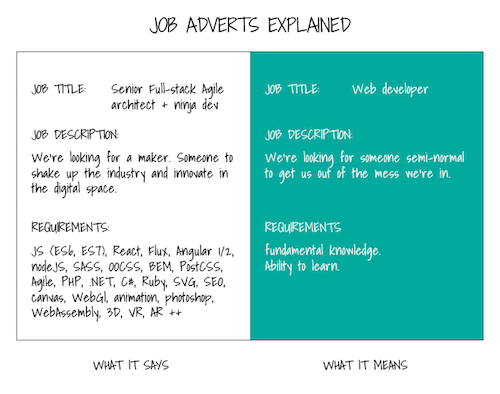 JOB ADVERTS EXPLAINED
JOB TITLE: Senior Full-stack Agile
architect + ninja dev
JOB DESCRIPTION:
We're looking for a maker. Someone to
shake up the industry and innovate in
the digital space.
REQUIREMENTS:
JS (ES6, ES7), React, Flux, Angular 1/2,
nodeJS, SASS, OOCSS, BEM, PostCSS,
Agile, PHP, .NET, C#, Ruby, SVG, SEO,
canvas, WebGl, animation, photoshop,
WebAssembly, 3D, VR, AR ++
WHAT IT SAYS
JOB TITLE: Web developer
JOB DESCRIPTION:
We're looking for someone semi-normal
to get us out of the mess we're in.
REQUIREMENTS
fundamental knowledge.
Ability to learn.
WHAT IT MEANS